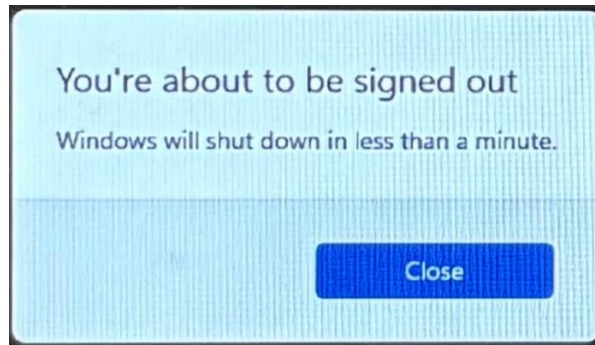 You're about to be signed out
Windows will shut down in less than a minute.
Close